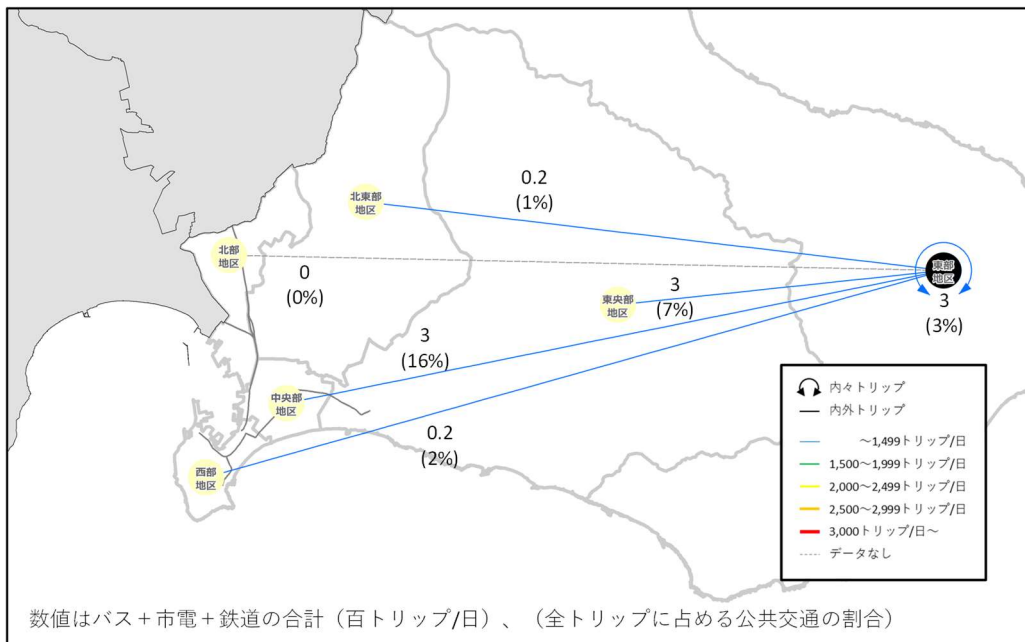 0.2
(1%)
北東部
地区
北部
地区
0
(0%)
東部
地区
3
(3%)
東央部
地区
3
(7%)
3
(16%)
中央部
地区
0.2
(2%)
西部
地区
内々トリップ
内外トリップ
～1,499トリップ/日
1,500～1,999トリップ/日
2,000～2,499トリップ/日
2,500～2,999トリップ/日
3,000トリップ/日～
データなし
数値はバス＋市電＋鉄道の合計（百トリップ/日）、（全トリップに占める公共交通の割合）